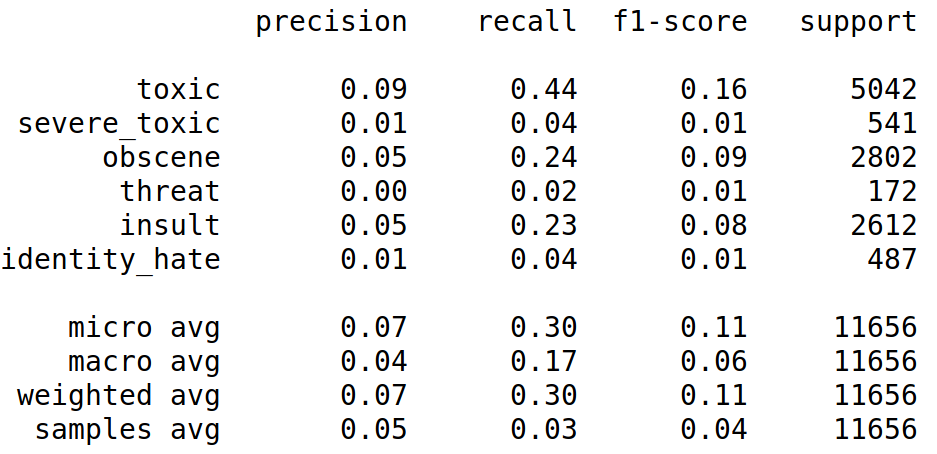 precision recall f1-score support
toxic 0.09 0.44 0.16 5042
severe_toxic 0.01 0.04 0.01 541
obscene 0.05 0.24 0.09 2802
threat 0.00 0.02 0.01 172
insult 0.05 0.23 0.08 2612
identity_hate 0.01 0.04 0.01 487
micro avg 0.07 0.30 0.11 11656
macro avg 0.04 0.17 0.06 11656
weighted avg 0.07 0.30 0.11 11656
samples avg 0.05 0.03 0.04 11656